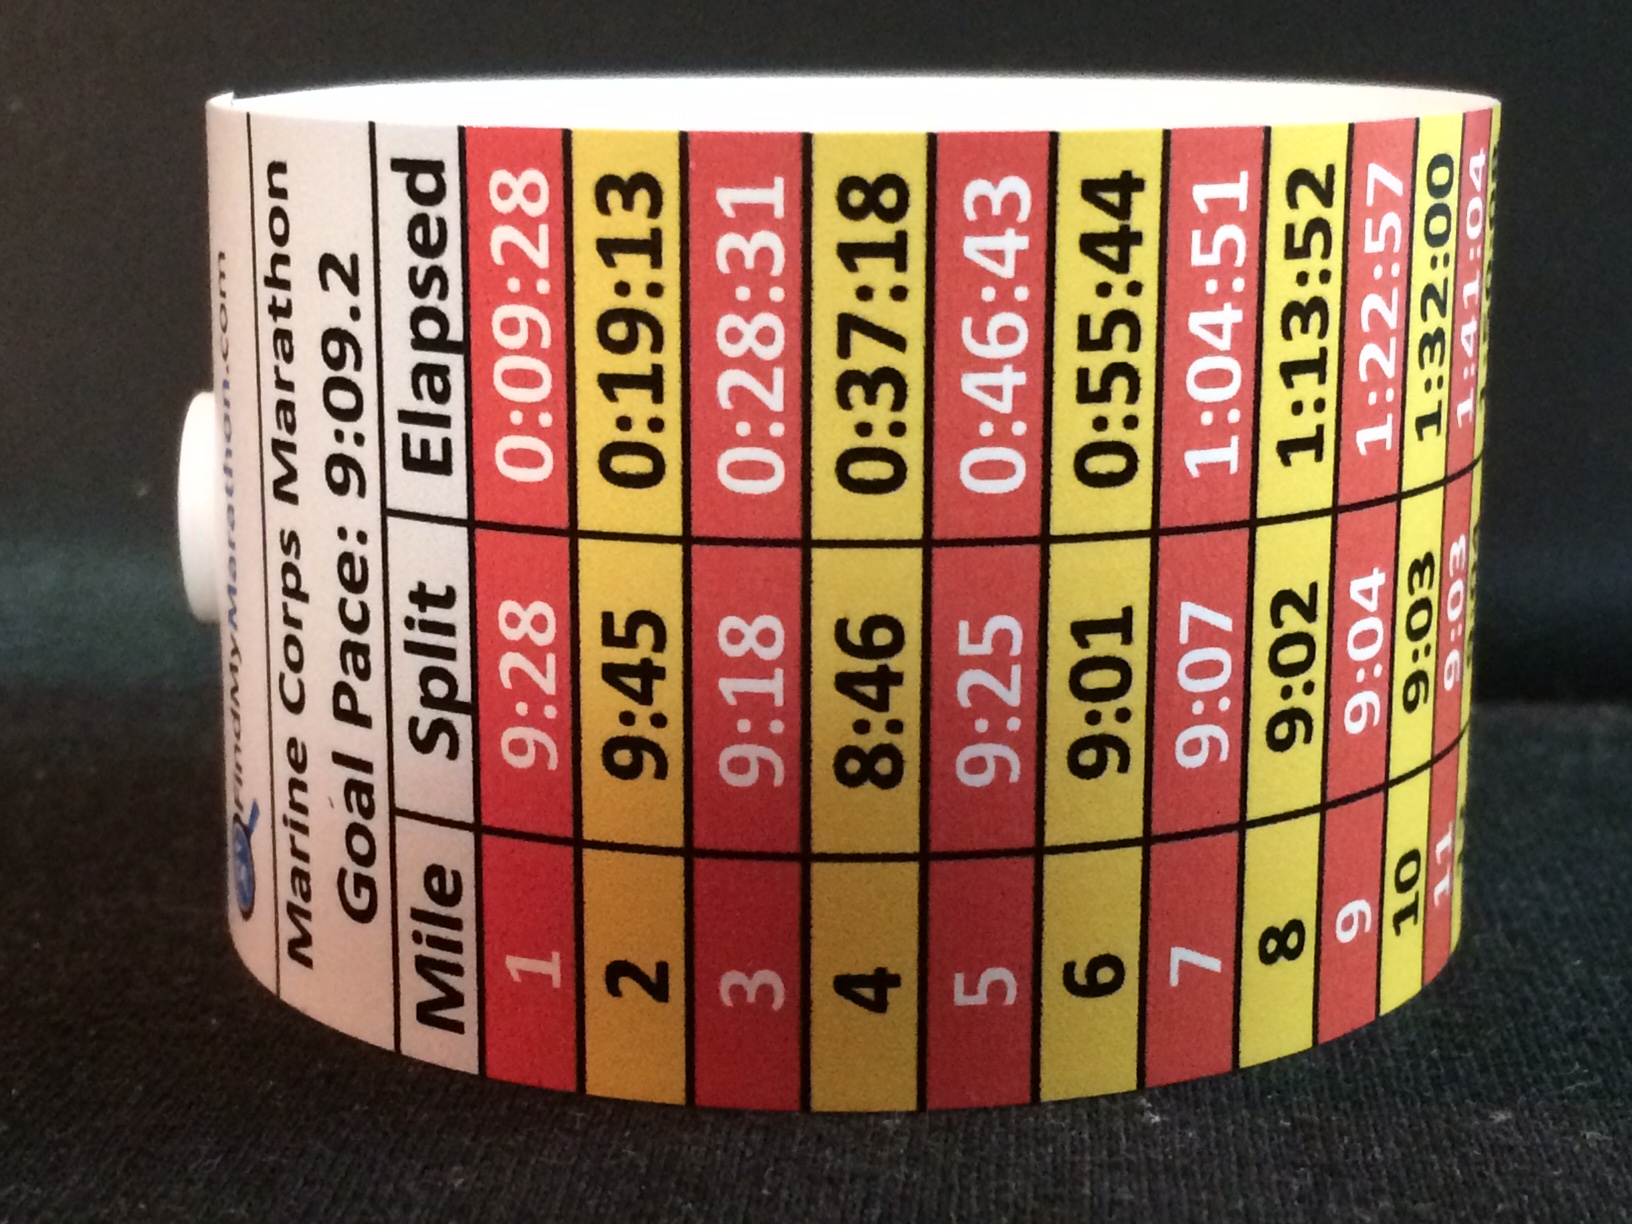 FindMyMarathon.com
Marine Corps Marathon
Goal Pace: 9:09.2
Mile Split Elapsed
1 9:28 0:09:28
2 9:45 0:19:13
3 9:18 0:28:31
4 8:46 0:37:18
5 9:25 0:46:43
6 9:01 0:55:44
7 9:07 1:04:51
8 9:02 1:13:52
9 9:04 1:22:57
10 9:03 1:32:00
11 9:03 1:41:04